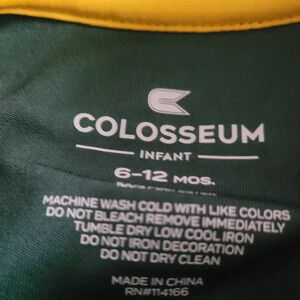 COLOSSEUM
INFANT
6-12 MOS.
MACHINE WASH COLD WITH LIKE COLORS
DO NOT BLEACH REMOVE IMMEDIATELY
TUMBLE DRY LOW COOL IRON
DO NOT IRON DECORATION
DO NOT DRY CLEAN
MADE IN CHINA
RN#114166